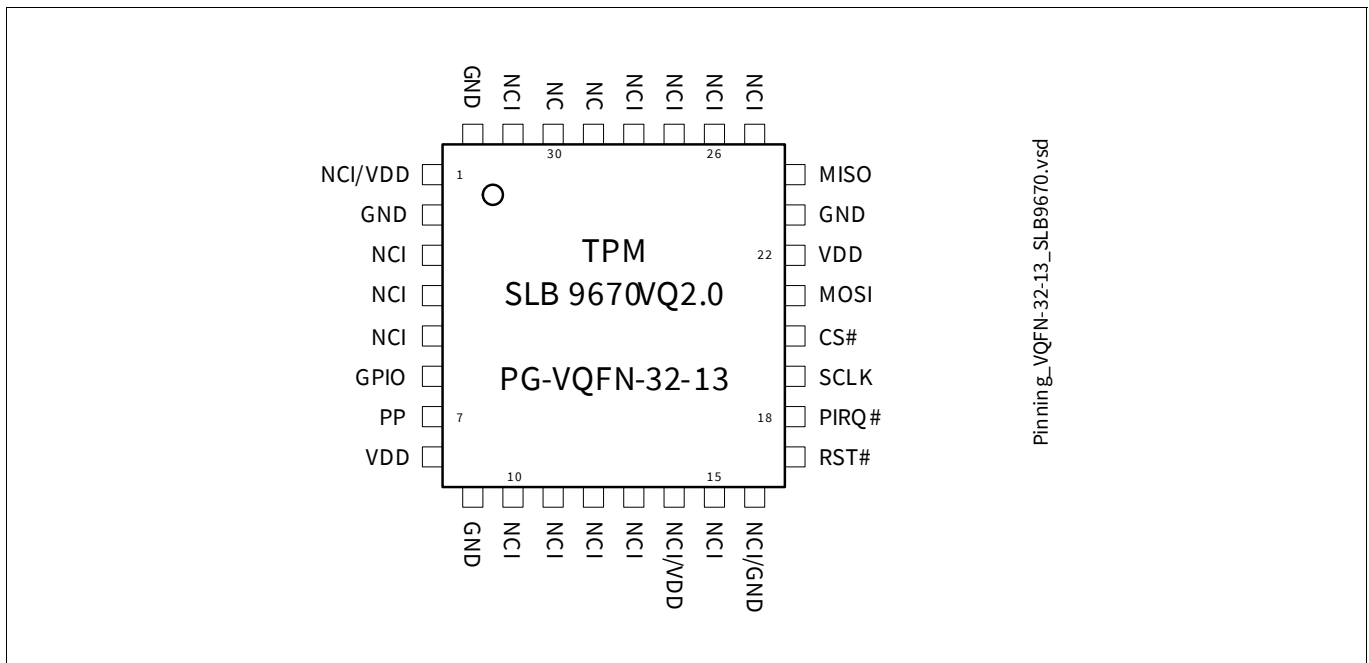 GND
NCI
NC
NC
NCI
NCI
NCI
NCI
30
26
NCI/VDD
1
MISO
GND
GND
NCI
TPM
22
VDD
NCI
SLB 9670VQ2.0
MOSI
NCI
CS#
GPIO
PG-VQFN-32-13
SCLK
PP
7
18
PIRQ#
VDD
RST#
10
15
GND
NCI
NCI
NCI
NCI
NCI/VDD
NCI
NCI/GND
Pinning_VQFN-32-13_SLB9670.vsd